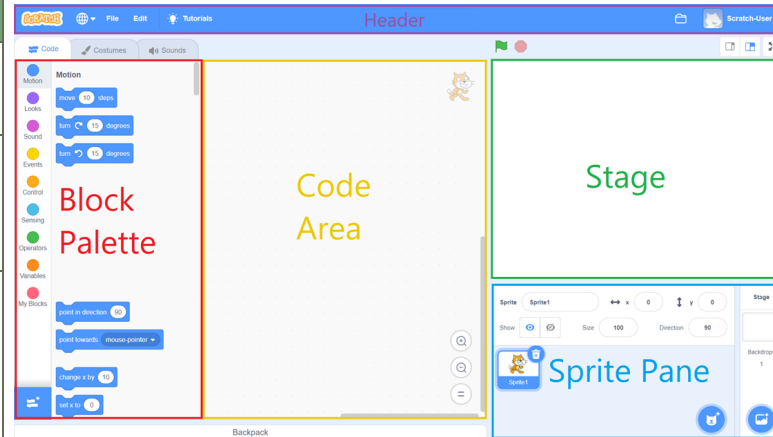 SCRATCH File Edit Tutorials Header Scratch-User
Code Costumes Sounds
Motion
Looks
Sound
Events
Control
Sensing
Operators
Variables
My Blocks
Motion
move 10 steps
turn 15 degrees
turn 15 degrees
Block
Palette
point in direction 90
point towards mouse-pointer
change x by 10
set x to 0
Code
Area
Stage
Sprite Sprite1 x 0 y 0
Show Size 100 Direction 90
Sprite1
Sprite Pane
Stage
Backdrop
1
Backpack